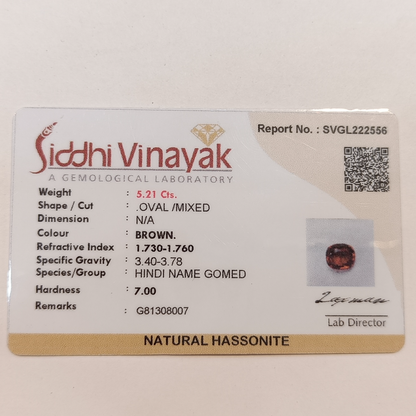 Report No. : SVGL222556
Siddhi Vinayak
A GEMOLOGICAL LABORATORY
Weight : 5.21 Cts.
Shape / Cut : .OVAL /MIXED
Dimension : N/A
Colour : BROWN.
Refractive Index : 1.730-1.760
Specific Gravity : 3.40-3.78
Species/Group : HINDI NAME GOMED
Hardness : 7.00
Remarks : G81308007
Lab Director
NATURAL HASSONITE